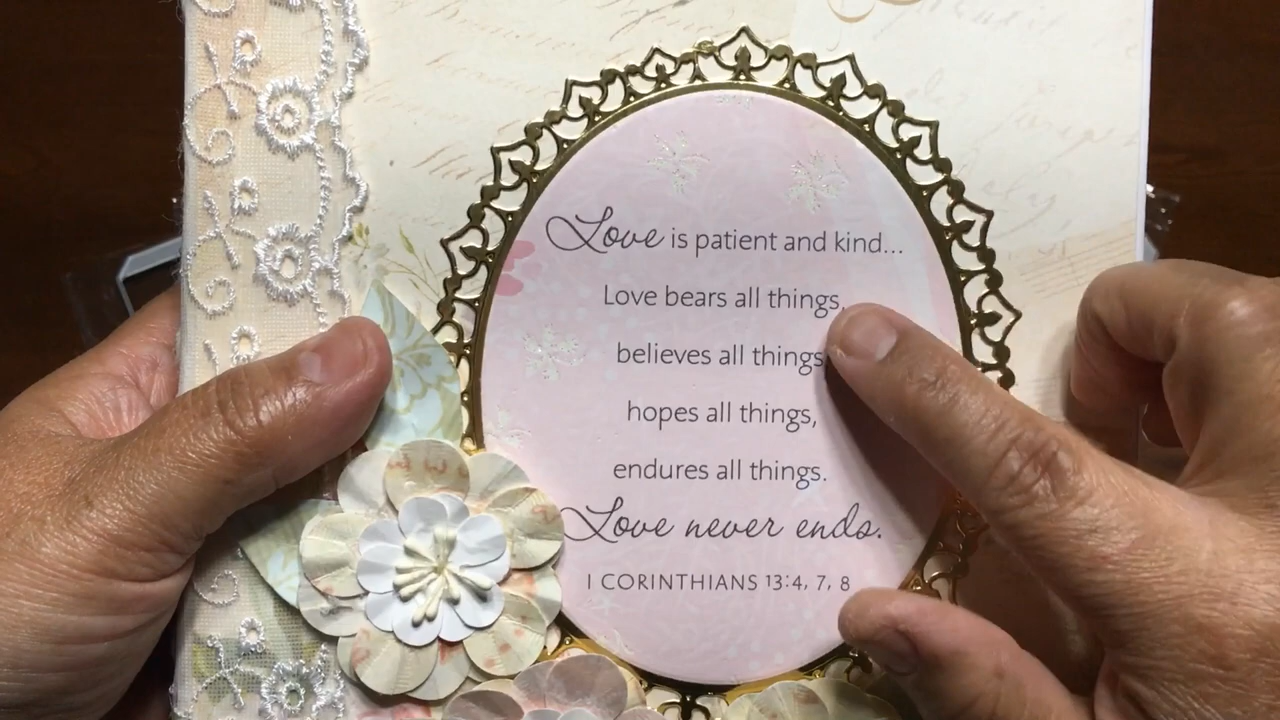 Love is patient and kind...
Love bears all things,
believes all things
hopes all things,
endures all things.
Love never ends.
1 CORINTHIANS 13:4, 7, 8